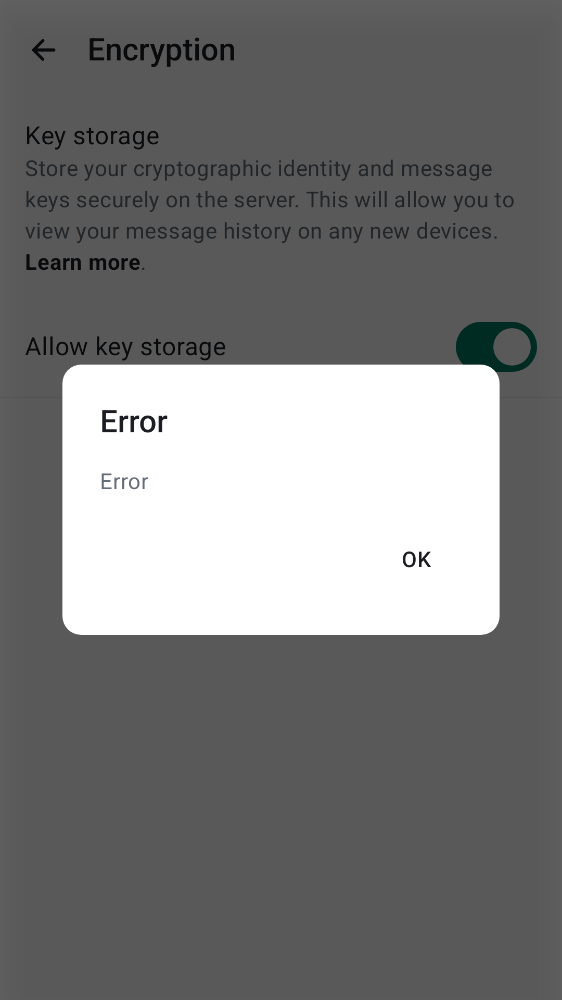 Encryption
Key storage
Store your cryptographic identity and message
keys securely on the server. This will allow you to
view your message history on any new devices.
Learn more.
Allow key storage
Error
Error
OK